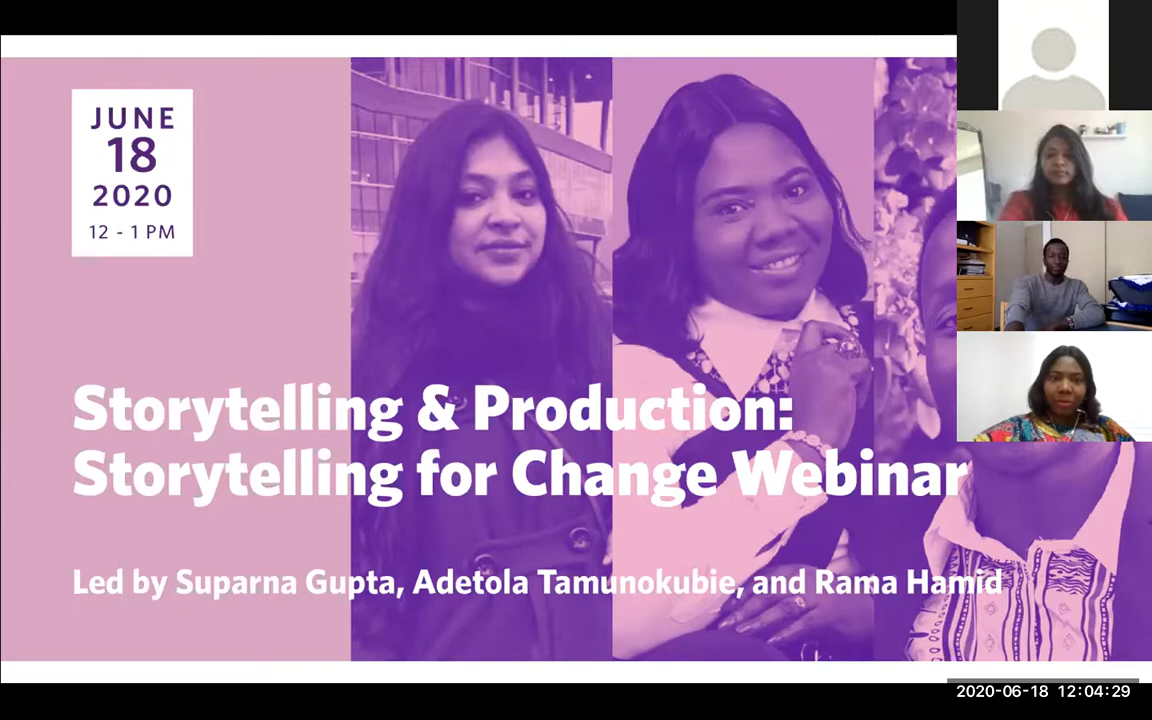 JUNE
18
2020
12 - 1 PM
Storytelling & Production:
Storytelling for Change Webinar
Led by Suparna Gupta, Adetola Tamunokubie, and Rama Hamid
2020-06-18 12:04:29